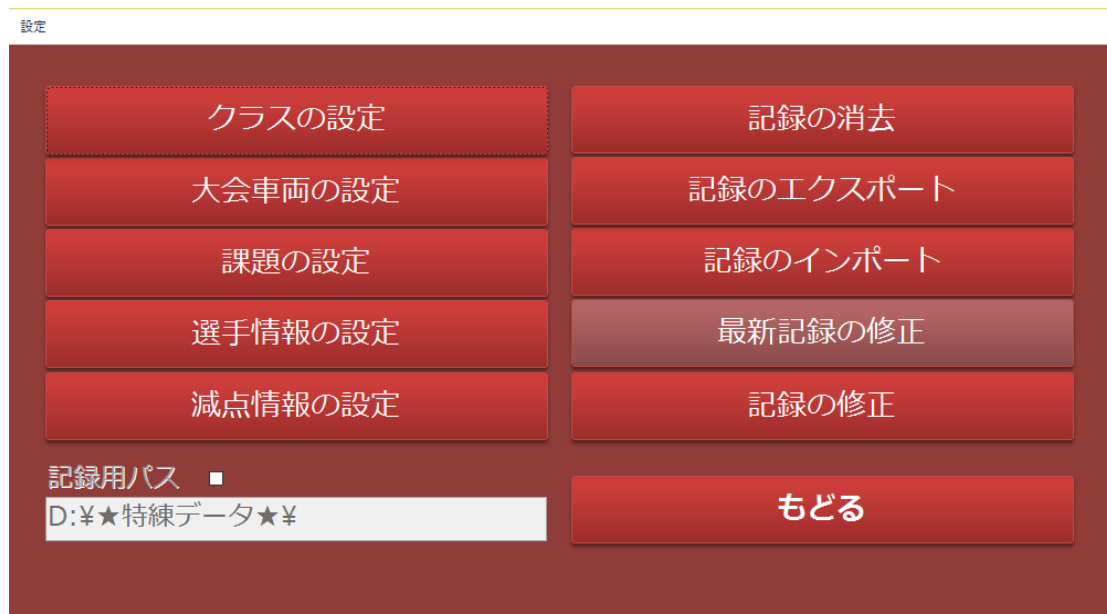 設定
クラスの設定
大会車両の設定
課題の設定
選手情報の設定
減点情報の設定
記録の消去
記録のエクスポート
記録のインポート
最新記録の修正
記録の修正
記録用パス
D:¥★特練データ★¥
もどる